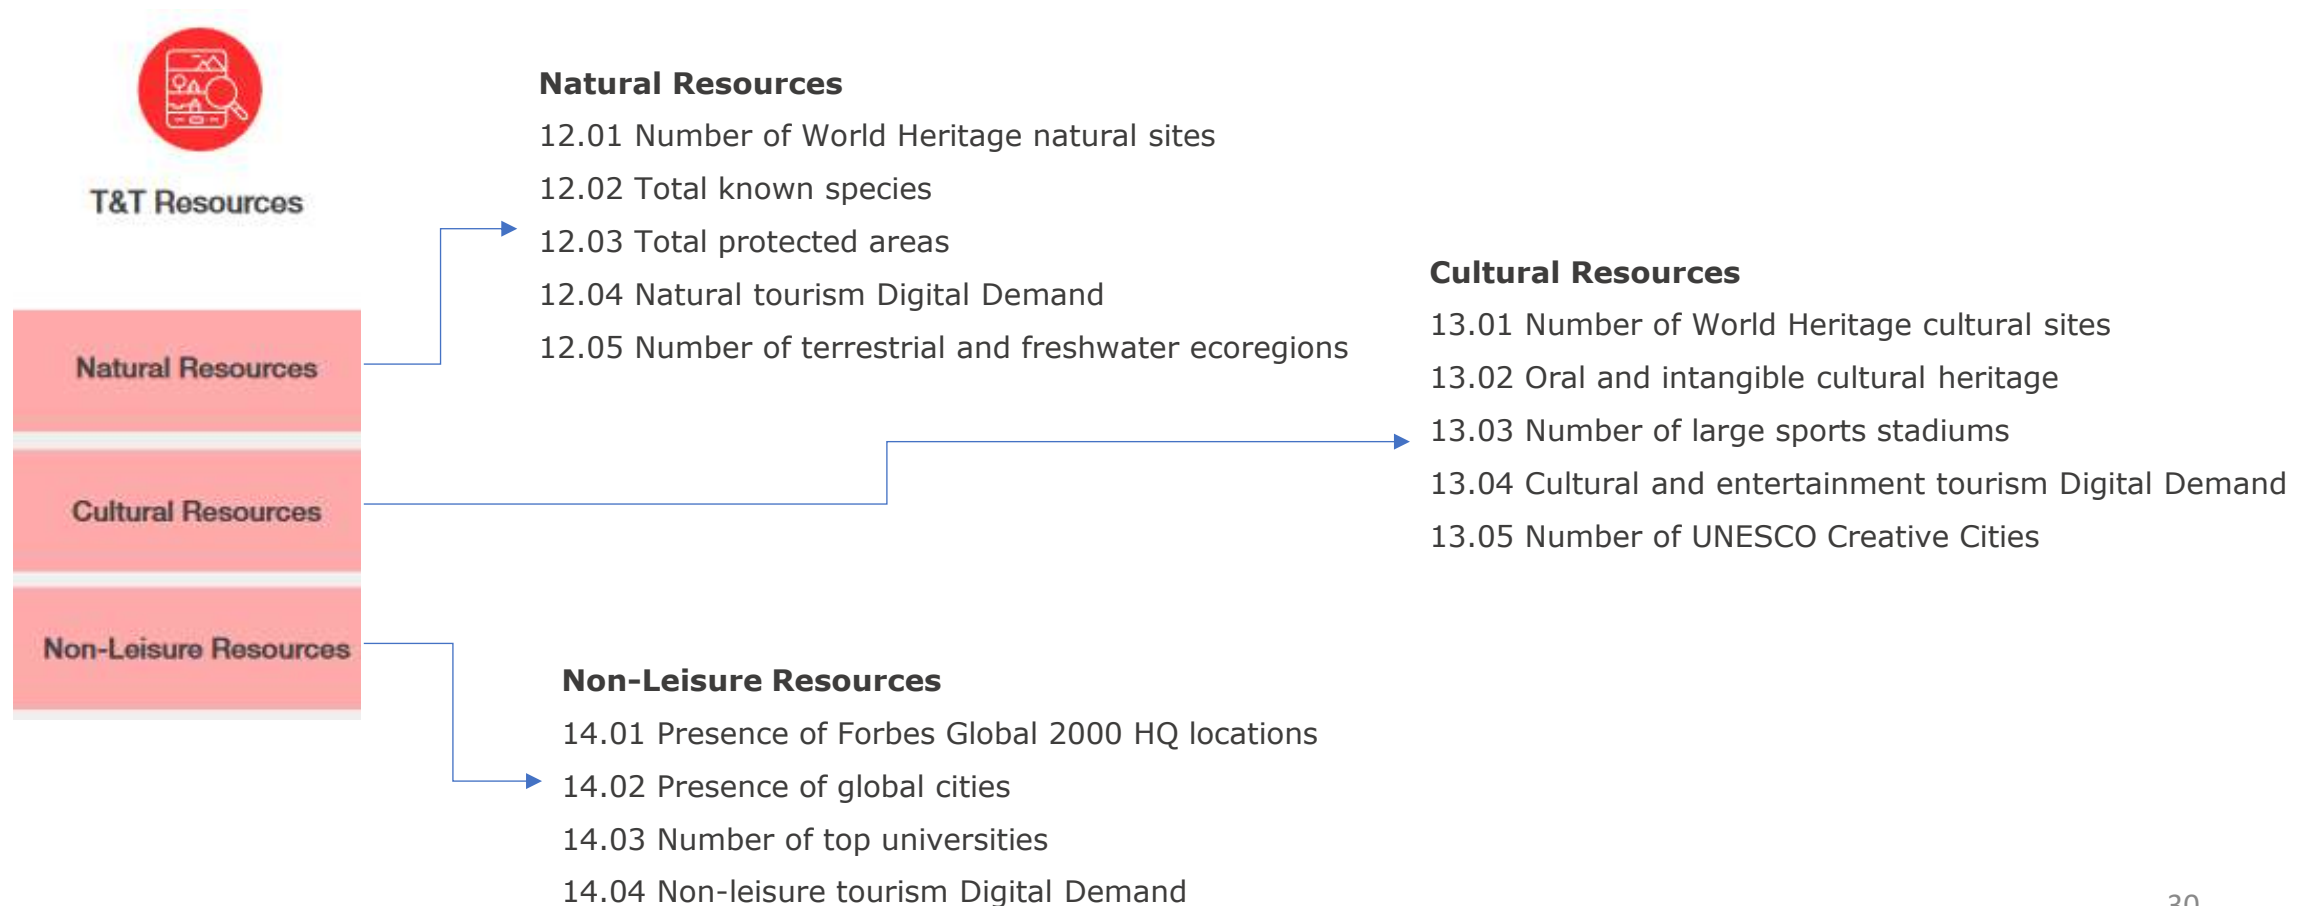 T&T Resources
Natural Resources
Cultural Resources
Non-Leisure Resources
Natural Resources
12.01 Number of World Heritage natural sites
12.02 Total known species
12.03 Total protected areas
12.04 Natural tourism Digital Demand
12.05 Number of terrestrial and freshwater ecoregions
Cultural Resources
13.01 Number of World Heritage cultural sites
13.02 Oral and intangible cultural heritage
13.03 Number of large sports stadiums
13.04 Cultural and entertainment tourism Digital Demand
13.05 Number of UNESCO Creative Cities
Non-Leisure Resources
14.01 Presence of Forbes Global 2000 HQ locations
14.02 Presence of global cities
14.03 Number of top universities
14.04 Non-leisure tourism Digital Demand
30